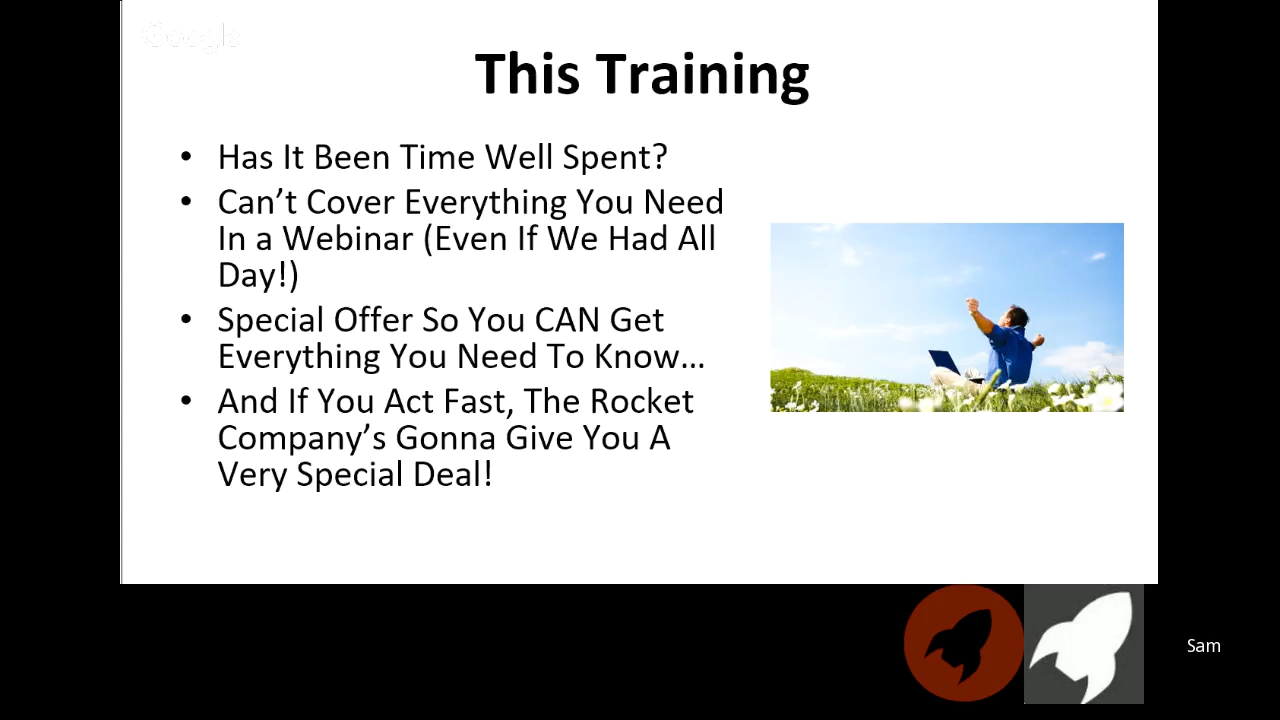 Google
This Training
• Has It Been Time Well Spent?
• Can’t Cover Everything You Need
In a Webinar (Even If We Had All
Day!)
• Special Offer So You CAN Get
Everything You Need To Know...
• And If You Act Fast, The Rocket
Company’s Gonna Give You A
Very Special Deal!
Sam